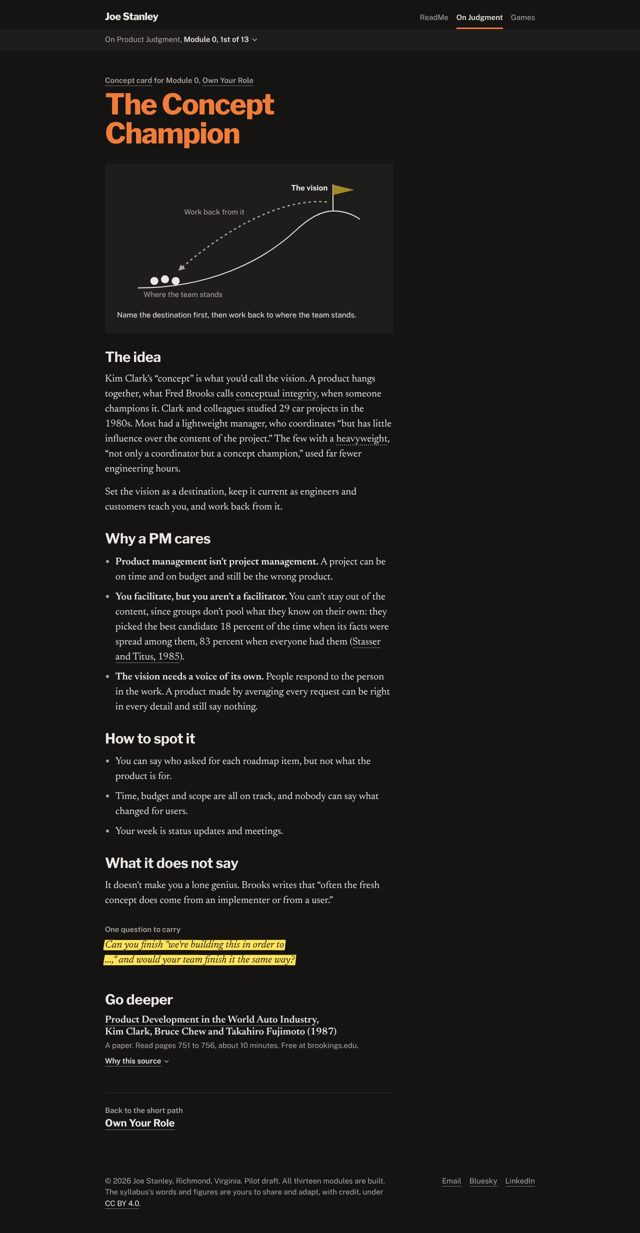 Joe Stanley
ReadMe On Judgment Games
On Product Judgment, Module 0, 1st of 13
Concept card for Module 0, Own Your Role
The Concept
Champion
The vision
Work back from it
Where the team stands
Name the destination first, then work back to where the team stands.
The idea
Kim Clark’s “concept” is what you’d call the vision. A product hangs
together, what Fred Brooks calls conceptual integrity, when someone
champions it. Clark and colleagues studied 29 car projects in the
1980s. Most had a lightweight manager, who coordinates “but has little
influence over the content of the project.” The few with a heavyweight,
“not only a coordinator but a concept champion,” used far fewer
engineering hours.
Set the vision as a destination, keep it current as engineers and
customers teach you, and work back from it.
Why a PM cares
Product management isn’t project management. A project can be
on time and on budget and still be the wrong product.
You facilitate, but you aren’t a facilitator. You can’t stay out of the
content, since groups don’t pool what they know on their own: they
picked the best candidate 18 percent of the time when its facts were
spread among them, 83 percent when everyone had them (Stasser
and Titus, 1985).
The vision needs a voice of its own. People respond to the person
in the work. A product made by averaging every request can be right
in every detail and still say nothing.
How to spot it
You can say who asked for each roadmap item, but not what the
product is for.
Time, budget and scope are all on track, and nobody can say what
changed for users.
Your week is status updates and meetings.
What it does not say
It doesn’t make you a lone genius. Brooks writes that “often the fresh
concept does come from an implementer or from a user.”
One question to carry
Can you finish “we’re building this in order to
…,” and would your team finish it the same way?
Go deeper
Product Development in the World Auto Industry,
Kim Clark, Bruce Chew and Takahiro Fujimoto (1987)
A paper. Read pages 751 to 756, about 10 minutes. Free at brookings.edu.
Why this source
Back to the short path
Own Your Role
© 2026 Joe Stanley, Richmond, Virginia. Pilot draft. All thirteen modules are built.
The syllabus’s words and figures are yours to share and adapt, with credit, under
CC BY 4.0.
Email Bluesky LinkedIn